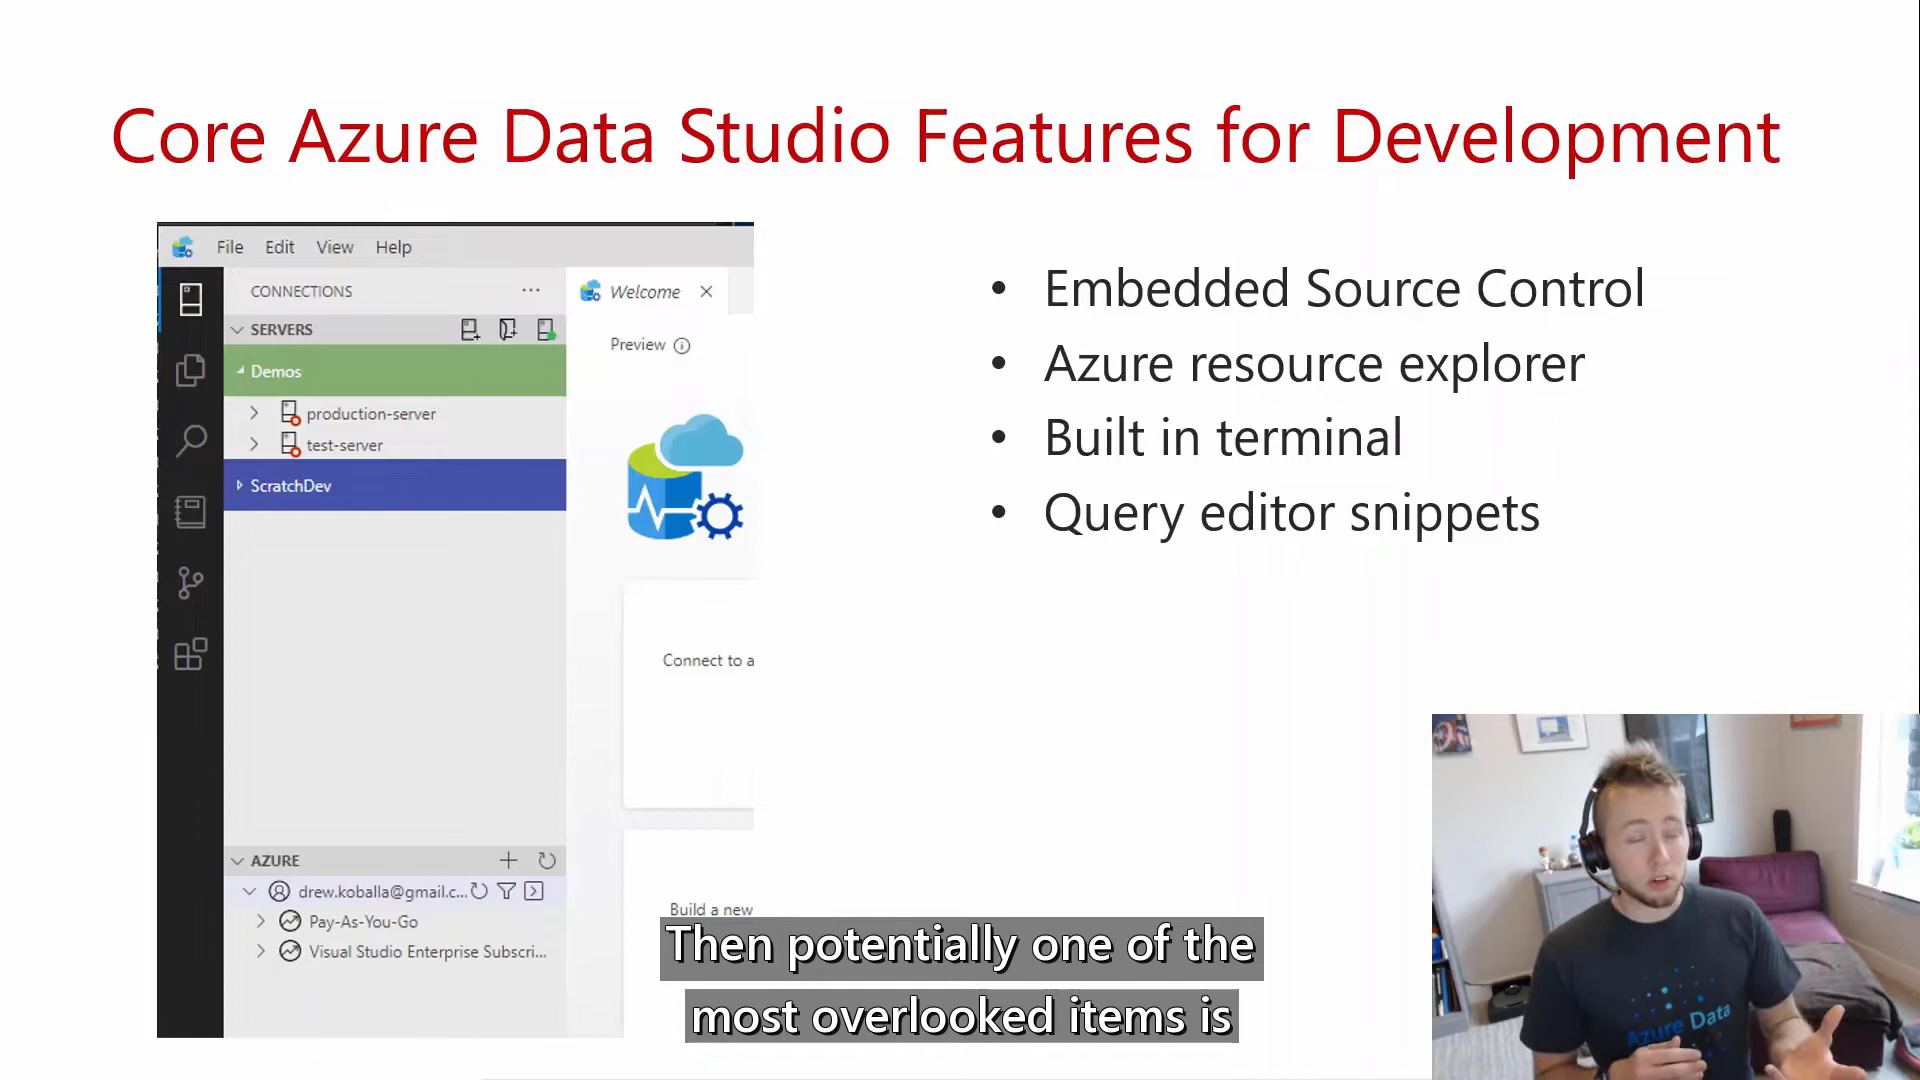 Core Azure Data Studio Features for Development
File Edit View Help
CONNECTIONS ...
Welcome
SERVERS
Preview
Demos
production-server
test-server
ScratchDev
Connect to a
AZURE
drew.koballa@gmail.c...
Pay-As-You-Go
Visual Studio Enterprise Subscri...
Build a new
• Embedded Source Control
• Azure resource explorer
• Built in terminal
• Query editor snippets
Azure Data
Then potentially one of the
most overlooked items is